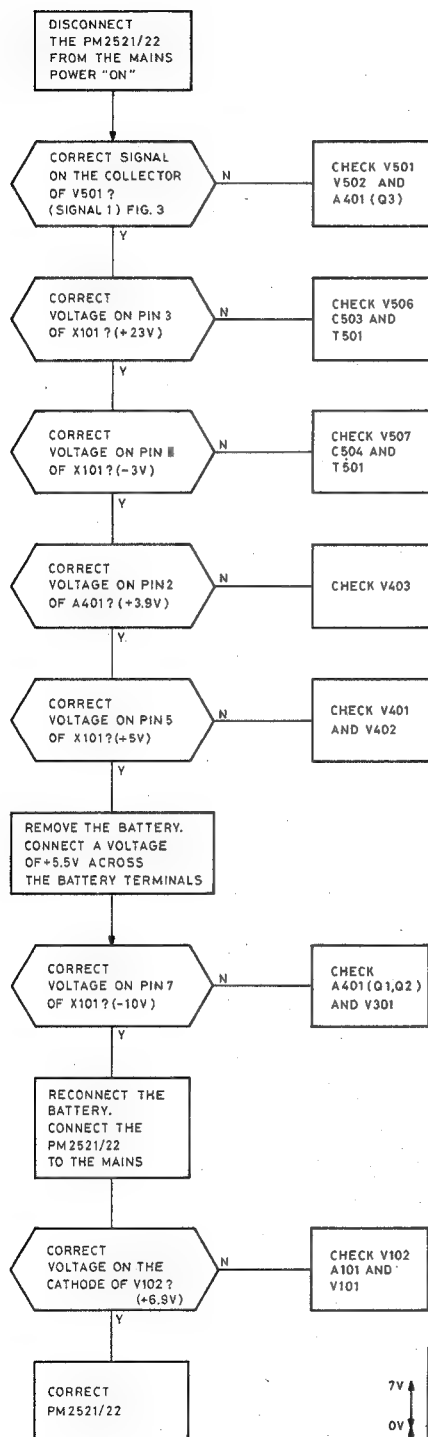 DISCONNECT
THE PM2521/22
FROM THE MAINS
POWER "ON"
CORRECT SIGNAL
ON THE COLLECTOR
OF V501?
(SIGNAL 1) FIG. 3
N
CHECK V501
V502 AND
A401 (Q3)
Y
CORRECT
VOLTAGE ON PIN 3
OF X101? (+23V)
N
CHECK V506
C503 AND
T501
Y
CORRECT
VOLTAGE ON PIN
OF X101? (-3V)
N
CHECK V507
C504 AND
T501
Y
CORRECT
VOLTAGE ON PIN2
OF A401? (+3.9V)
N
CHECK V403
Y
CORRECT
VOLTAGE ON PIN 5
OF X101? (+5V)
N
CHECK V401
AND V402
Y
REMOVE THE BATTERY.
CONNECT A VOLTAGE
OF+5.5V ACROSS
THE BATTERY TERMINALS
CORRECT
VOLTAGE ON PIN 7
OF X101? (-10V)
N
CHECK
A401(Q1,Q2)
AND V301
Y
RECONNECT THE
BATTERY.
CONNECT THE
PM2521/22
TO THE MAINS
CORRECT
VOLTAGE ON THE
CATHODE OF V102?
(+6.9V)
N
CHECK V102
A101 AND
V101
Y
CORRECT
PM2521/22
7V
0V